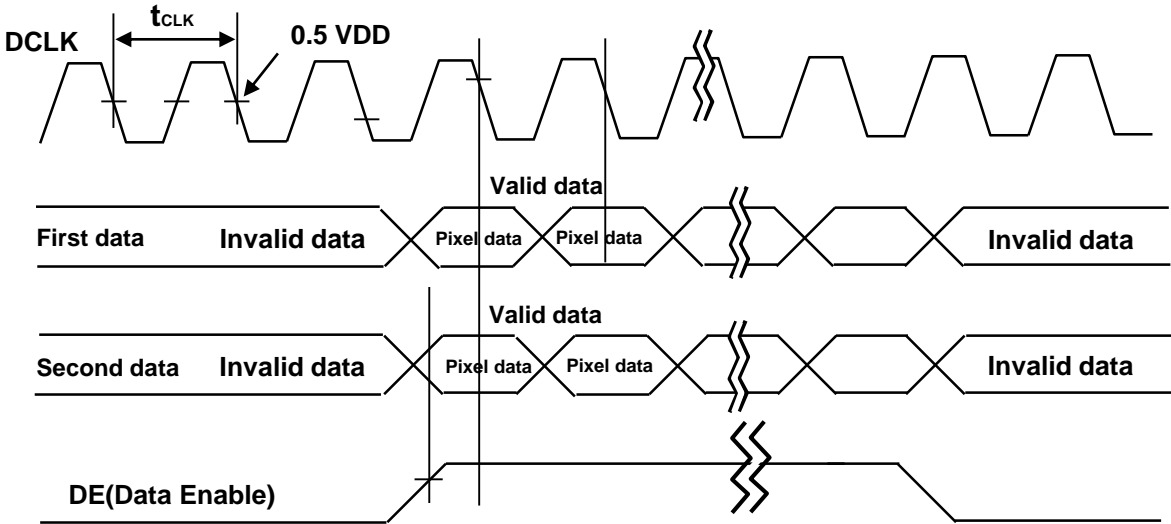 tCLK
DCLK
0.5 VDD
Valid data
First data
Invalid data
Pixel data
Pixel data
Invalid data
Valid data
Second data
Invalid data
Pixel data
Pixel data
Invalid data
DE(Data Enable)